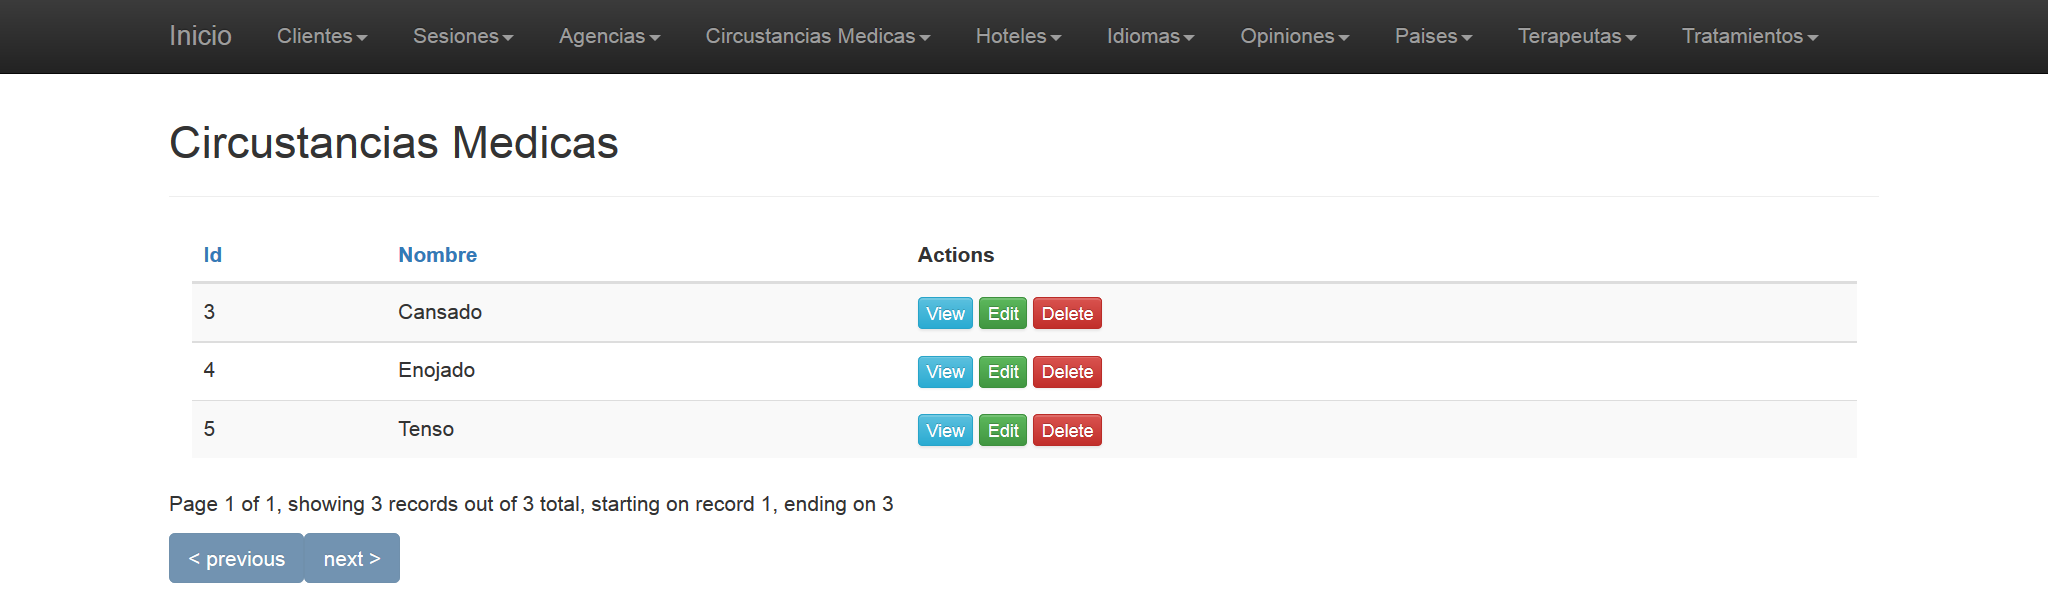 Inicio Clientes Sesiones Agencias Circustancias Medicas Hoteles Idiomas Opiniones Paises Terapeutas Tratamientos
Circustancias Medicas
Id Nombre Actions
3 Cansado View Edit Delete
4 Enojado View Edit Delete
5 Tenso View Edit Delete
Page 1 of 1, showing 3 records out of 3 total, starting on record 1, ending on 3
< previous next >